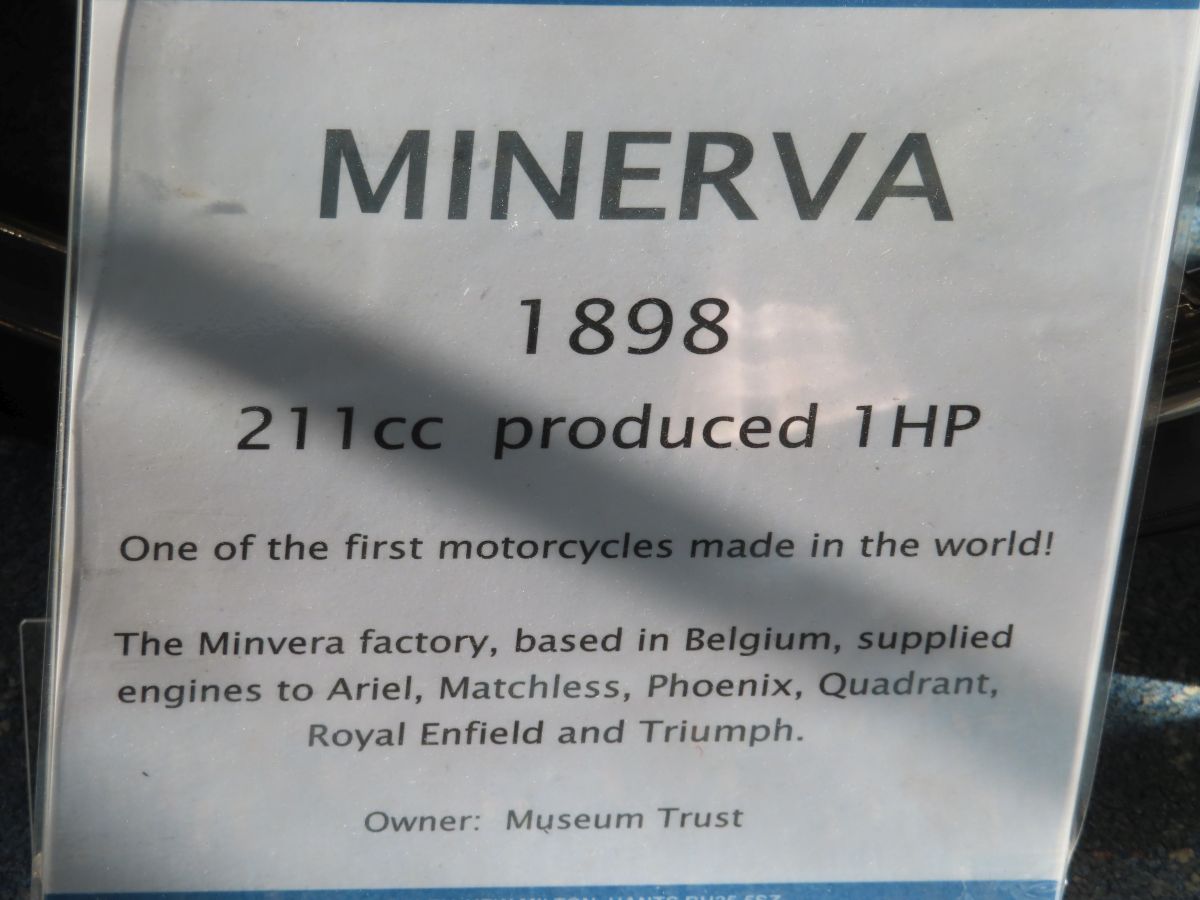 MINERVA
1898
211cc produced 1HP
One of the first motorcycles made in the world!
The Minvera factory, based in Belgium, supplied
engines to Ariel, Matchless, Phoenix, Quadrant,
Royal Enfield and Triumph.
Owner: Museum Trust